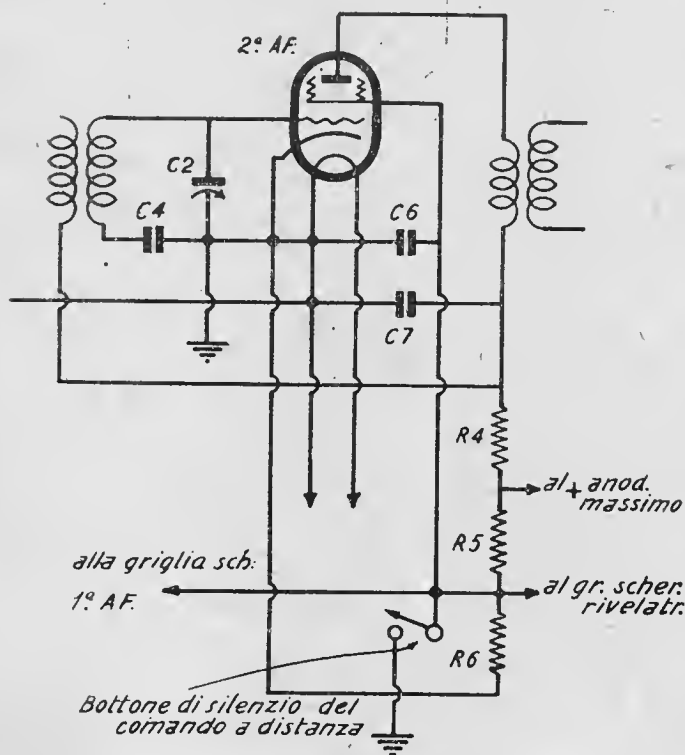 2ª AF.
C2
C4
C6
C7
R4
al + anod.
massimo
R5
alla griglia sch:
1ª AF.
al gr. scher.
rivelatr.
R6
Bottone di silenzio del
comando a distanza